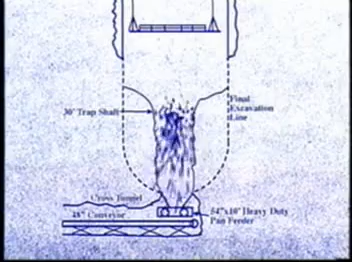 30' Trap Shaft
Final
Excavation
Line
Cross Tunnel
48" Conveyor
54"x10' Heavy Duty
Pan Feeder